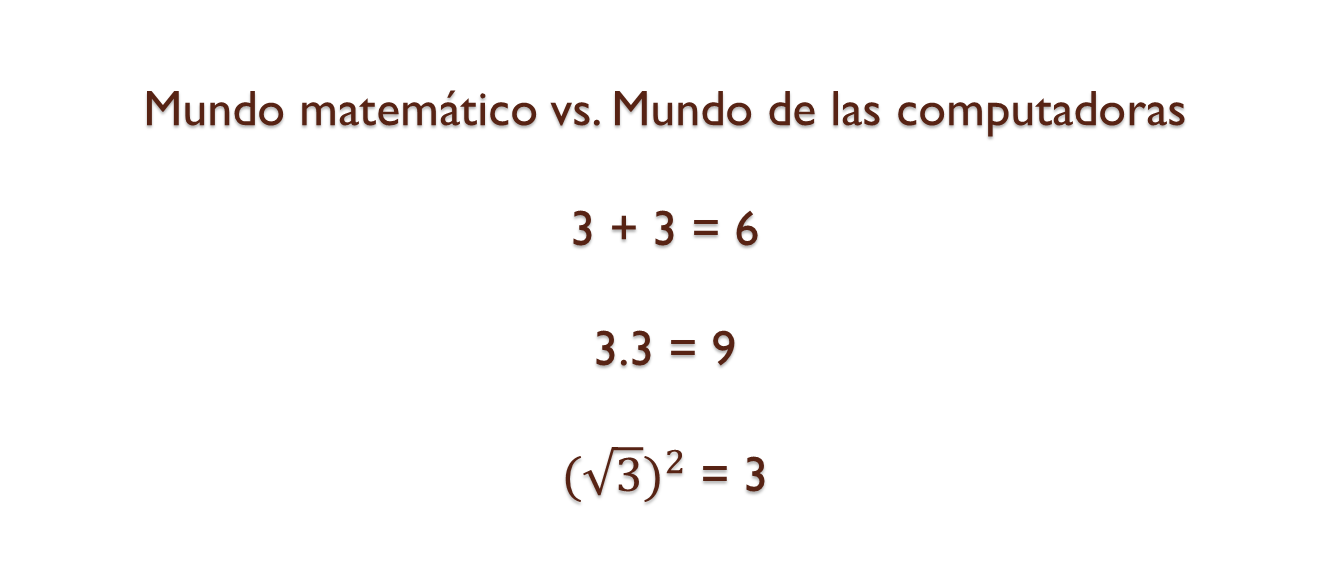 Mundo matemático vs. Mundo de las computadoras
3 + 3 = 6
3.3 = 9
(√3)² = 3